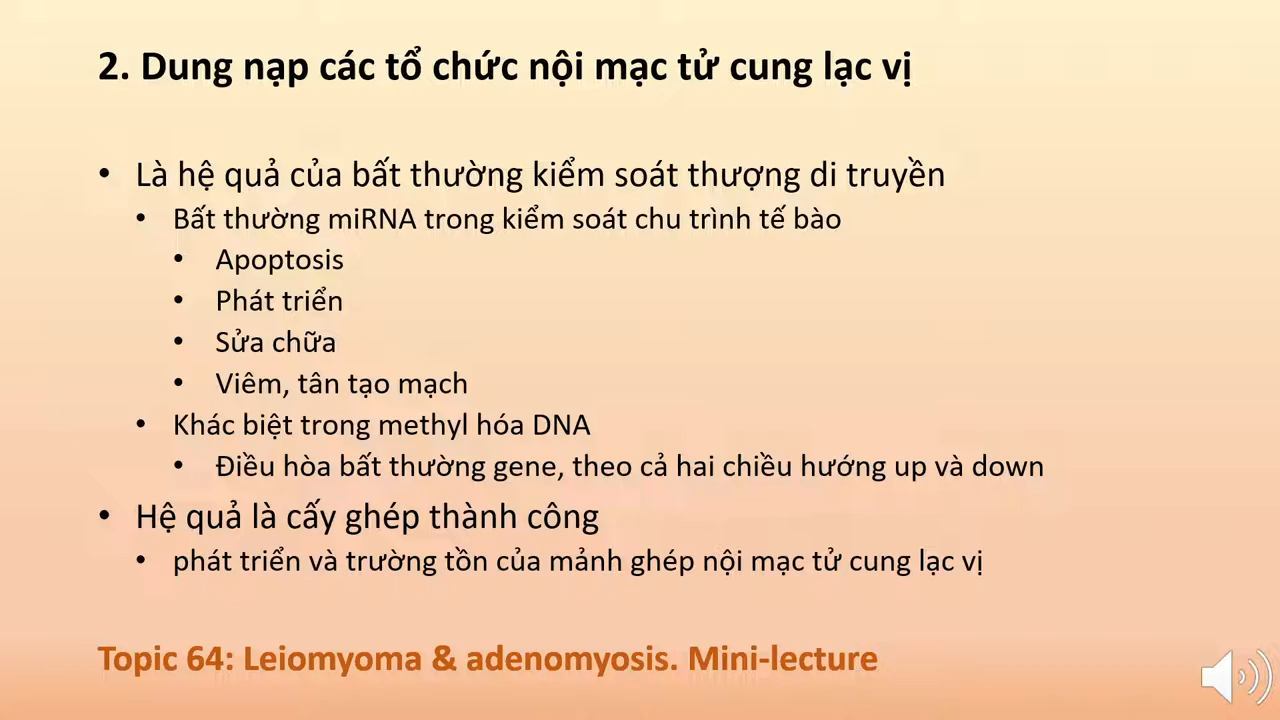 2. Dung nạp các tổ chức nội mạc tử cung lạc vị
• Là hệ quả của bất thường kiểm soát thượng di truyền
• Bất thường miRNA trong kiểm soát chu trình tế bào
• Apoptosis
• Phát triển
• Sửa chữa
• Viêm, tân tạo mạch
• Khác biệt trong methyl hóa DNA
• Điều hòa bất thường gene, theo cả hai chiều hướng up và down
• Hệ quả là cấy ghép thành công
• phát triển và trường tồn của mảnh ghép nội mạc tử cung lạc vị
Topic 64: Leiomyoma & adenomyosis. Mini-lecture